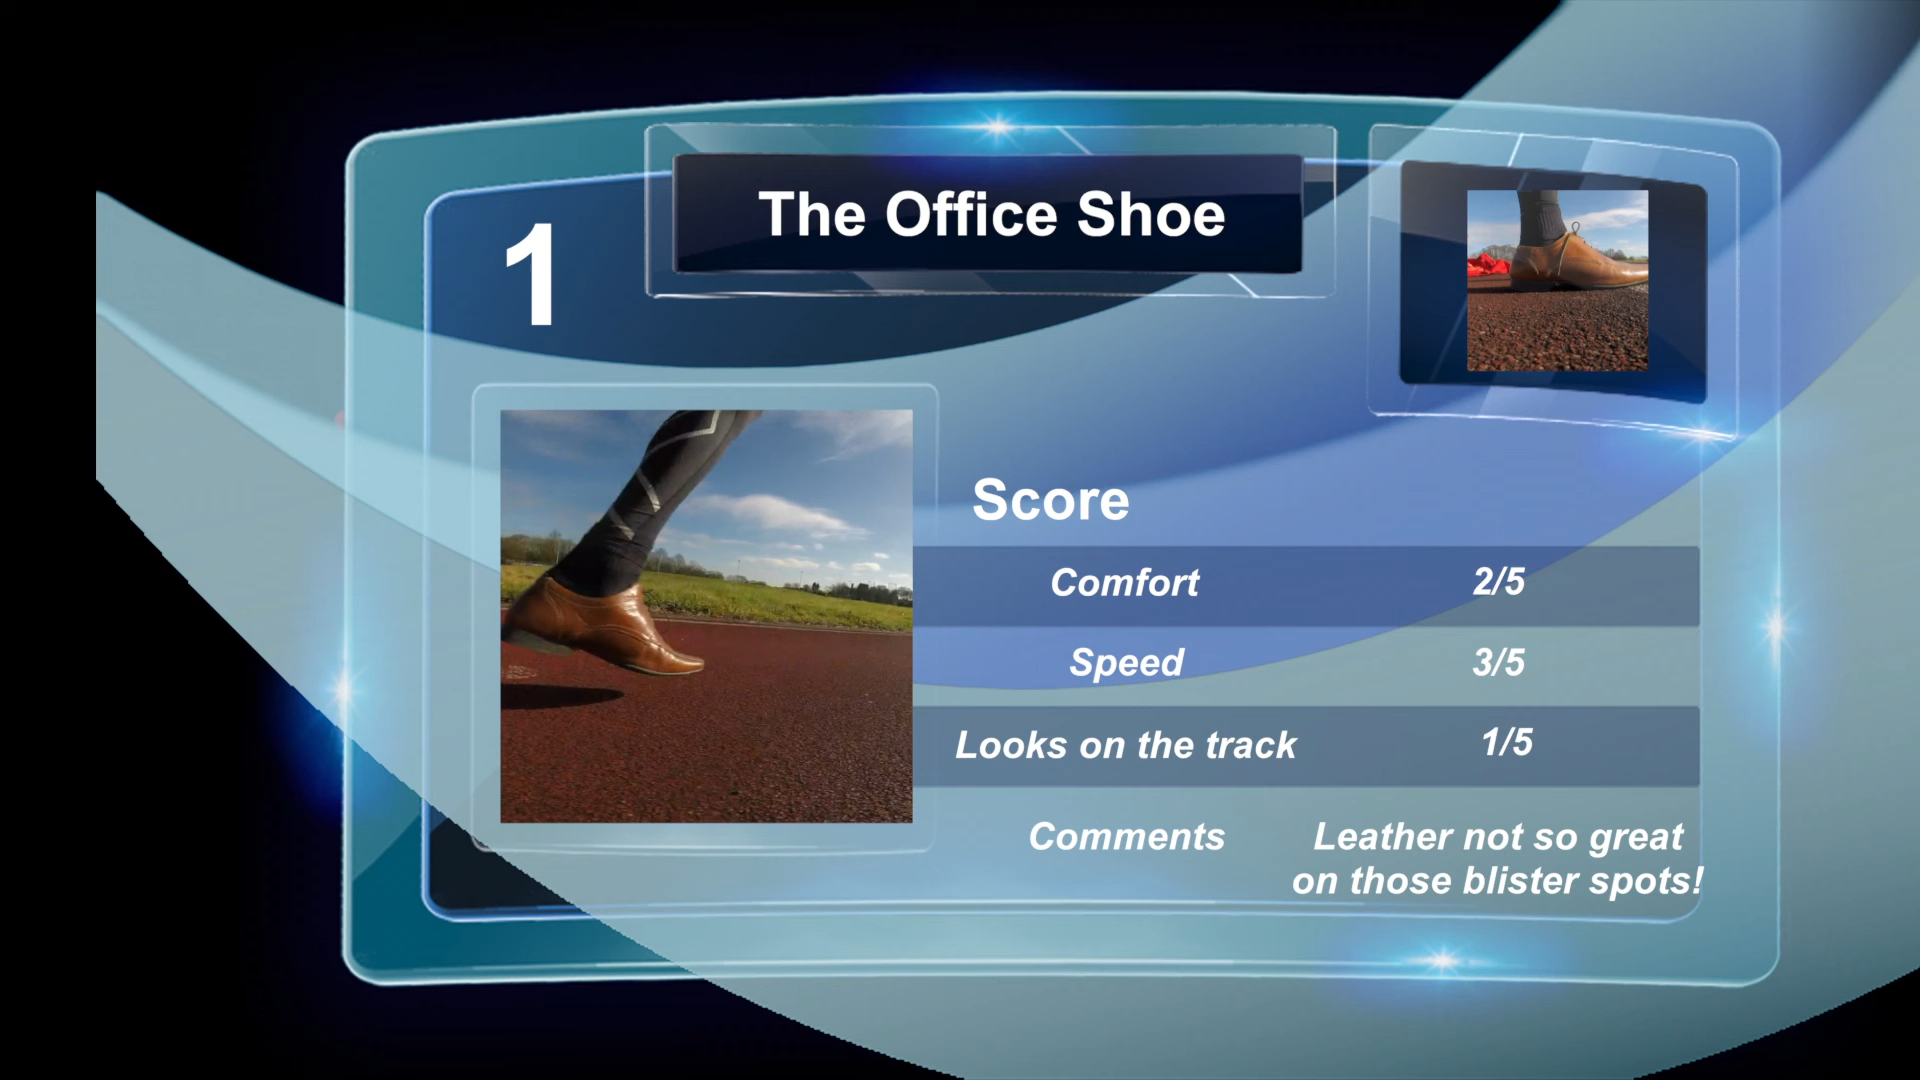 The Office Shoe
1
Score
Comfort 2/5
Speed 3/5
Looks on the track 1/5
Comments Leather not so great
on those blister spots!